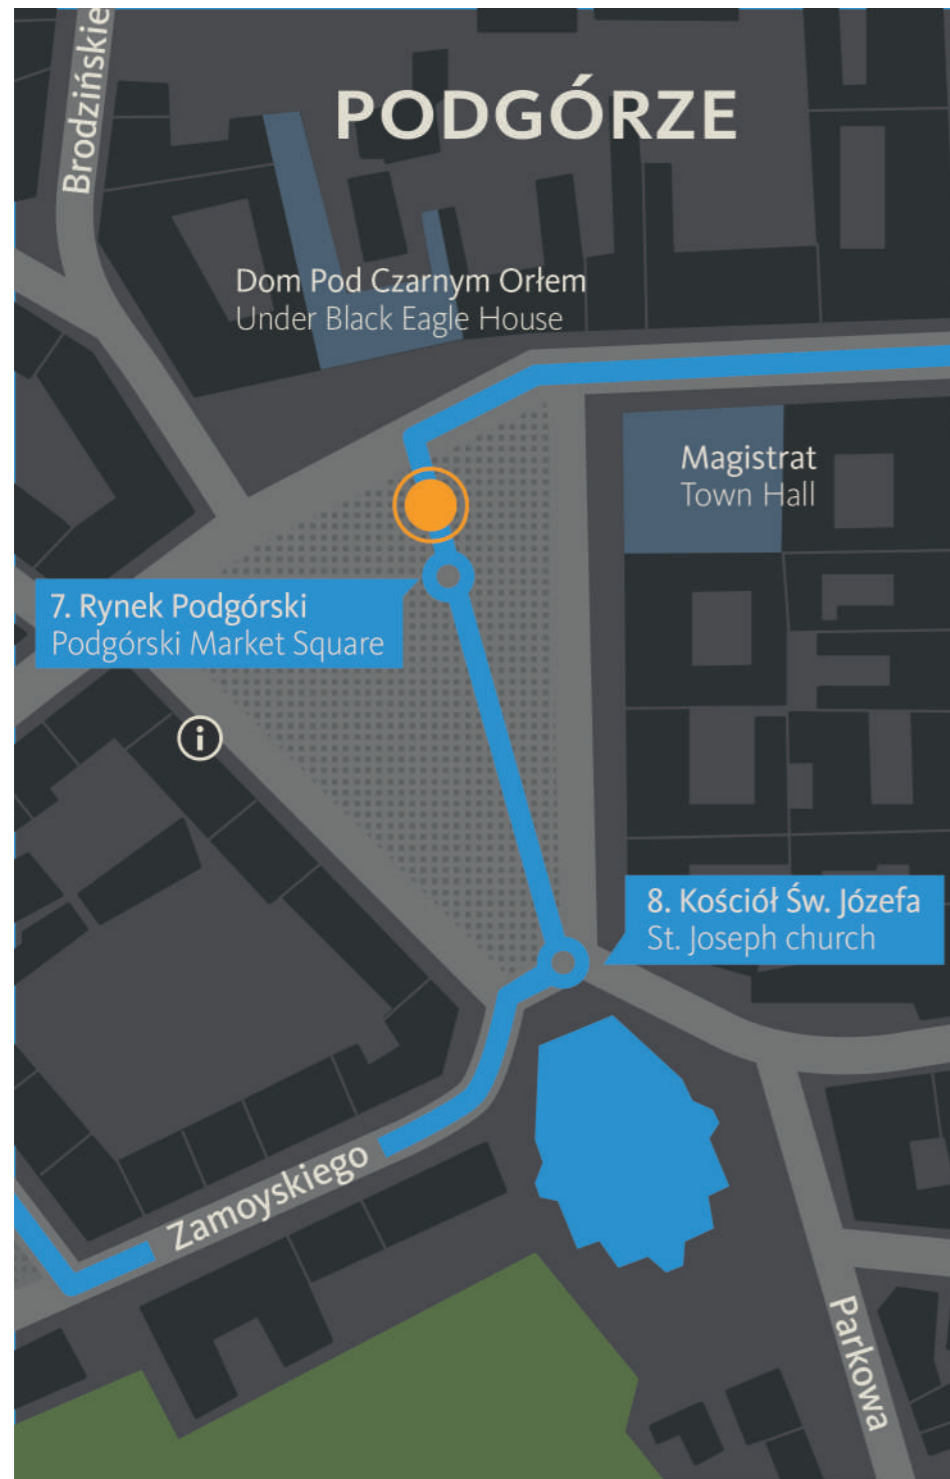 Brodzińskie
PODGÓRZE
Dom Pod Czarnym Orłem
Under Black Eagle House
Magistrat
Town Hall
7. Rynek Podgórski
Podgórski Market Square
i
8. Kościół Św. Józefa
St. Joseph church
Zamoyskiego
Parkowa